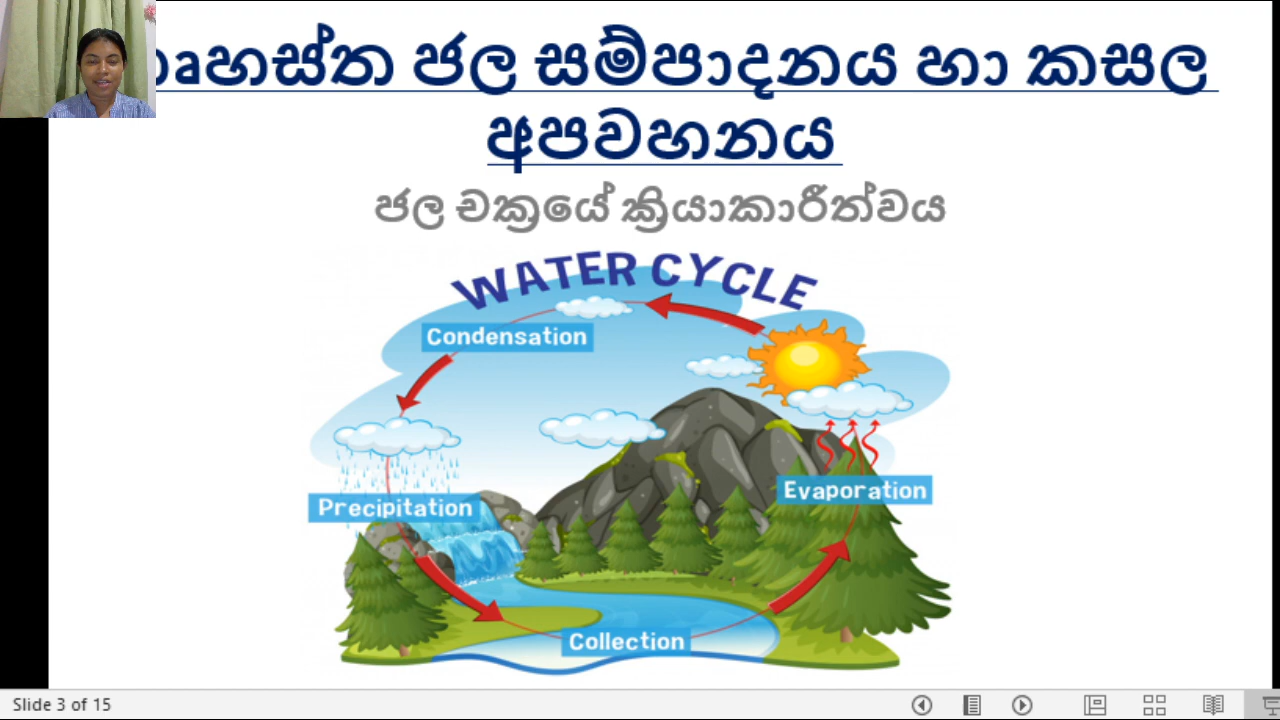 හා කසල
ජල සම්පාදනය
අපවහනය
ජල චක්‍රයේ ක්‍රියාකාරීත්වය
WATER CYCLE
Condensation
Precipitation
Evaporation
Collection
Slide 3 of 15